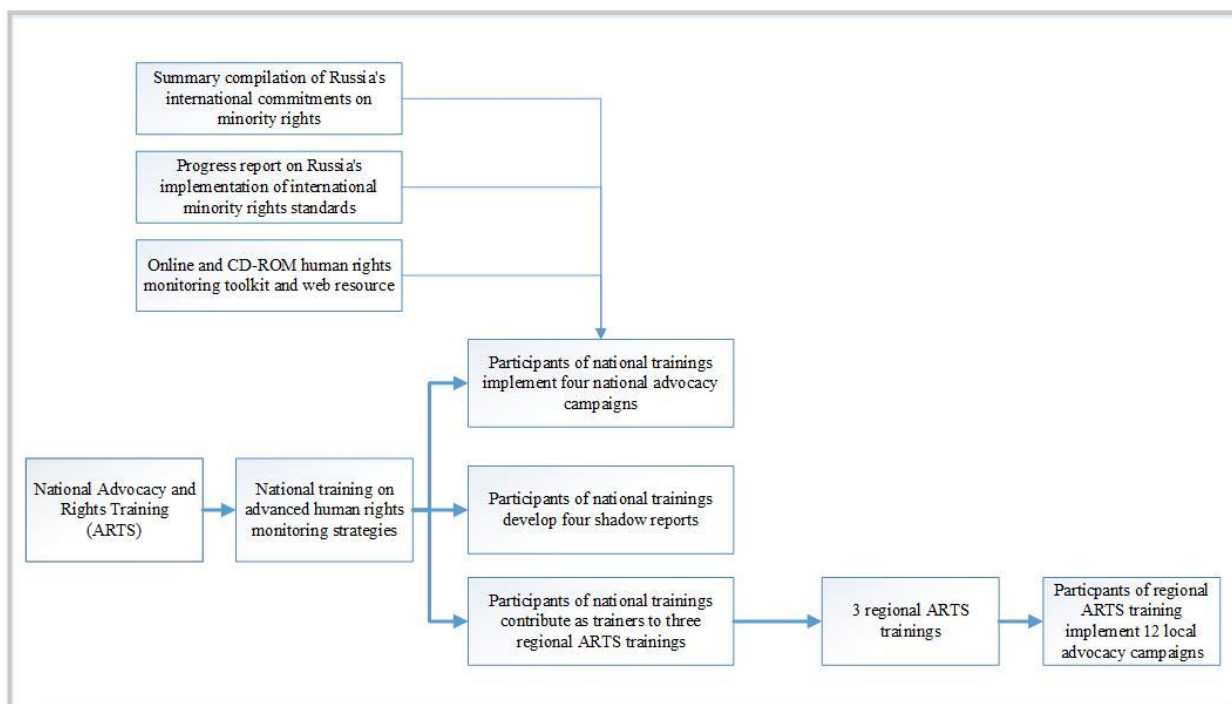 Summary compilation of Russia's
international commitments on
minority rights
Progress report on Russia's
implementation of international
minority rights standards
Online and CD-ROM human rights
monitoring toolkit and web resource
Participants of national trainings
implement four national advocacy
campaigns
National Advocacy and
Rights Training
(ARTS)
National training on
advanced human rights
monitoring strategies
Participants of national trainings
develop four shadow reports
Participants of national trainings
contribute as trainers to three
regional ARTS trainings
3 regional ARTS
trainings
Particpants of regional
ARTS training
implement 12 local
advocacy campaigns